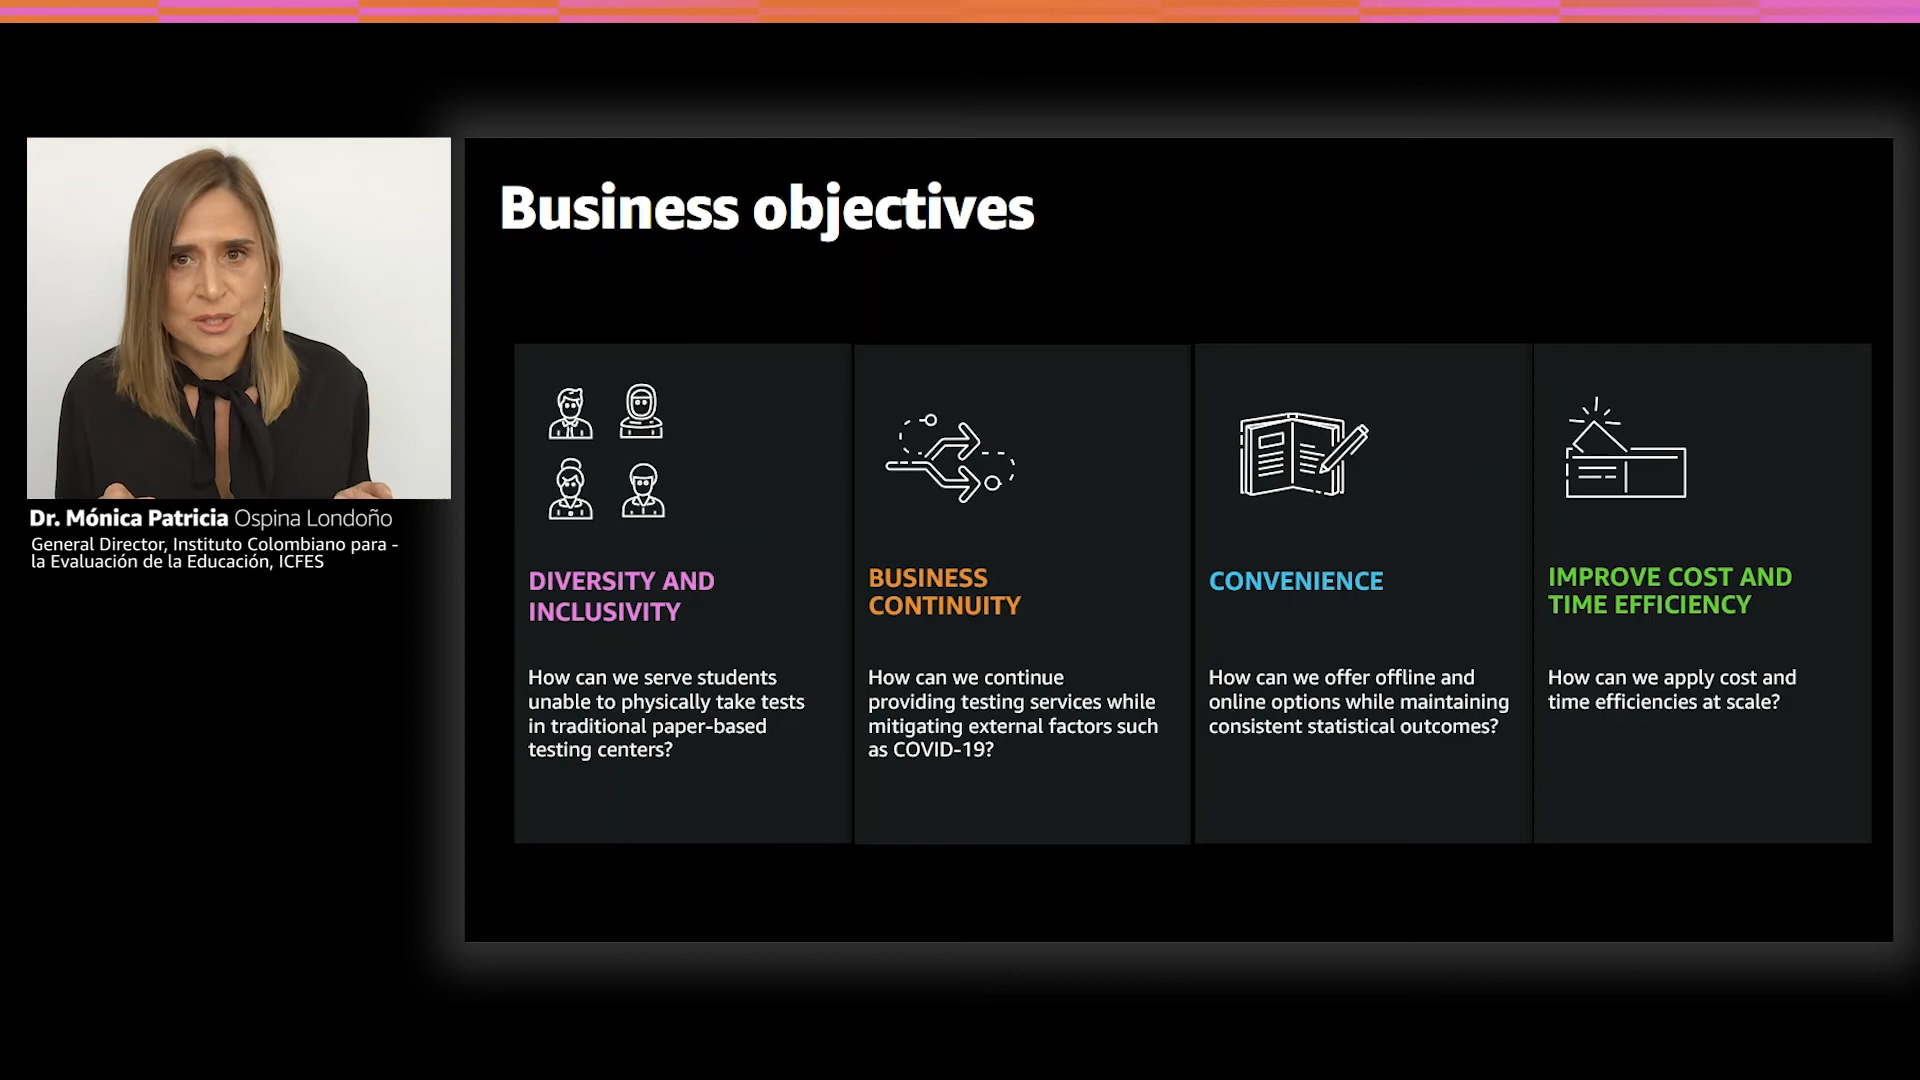 Business objectives
Dr. Mónica Patricia Ospina Londoño
General Director, Instituto Colombiano para -
la Evaluación de la Educación, ICFES
DIVERSITY AND
INCLUSIVITY
How can we serve students
unable to physically take tests
in traditional paper-based
testing centers?
BUSINESS
CONTINUITY
How can we continue
providing testing services while
mitigating external factors such
as COVID-19?
CONVENIENCE
How can we offer offline and
online options while maintaining
consistent statistical outcomes?
IMPROVE COST AND
TIME EFFICIENCY
How can we apply cost and
time efficiencies at scale?